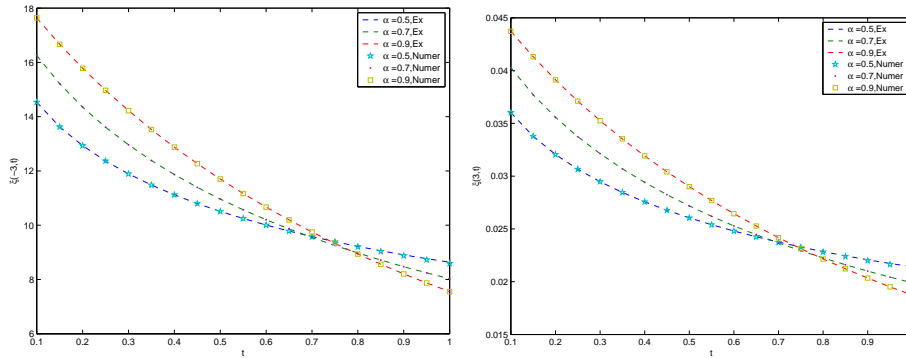 18
16
14
12
10
8
6
ξ(−3,t)
0.1
0.2
0.3
0.4
0.5
0.6
0.7
0.8
0.9
1
t
α =0.5,Ex
α =0.7,Ex
α =0.9,Ex
α =0.5,Numer
α =0.7,Numer
α =0.9,Numer
0.045
0.04
0.035
0.03
0.025
0.02
0.015
ξ(3,t)
0.1
0.2
0.3
0.4
0.5
0.6
0.7
0.8
0.9
t
α =0.5,Ex
α =0.7,Ex
α =0.9,Ex
α =0.5,Numer
α =0.7,Numer
α =0.9,Numer